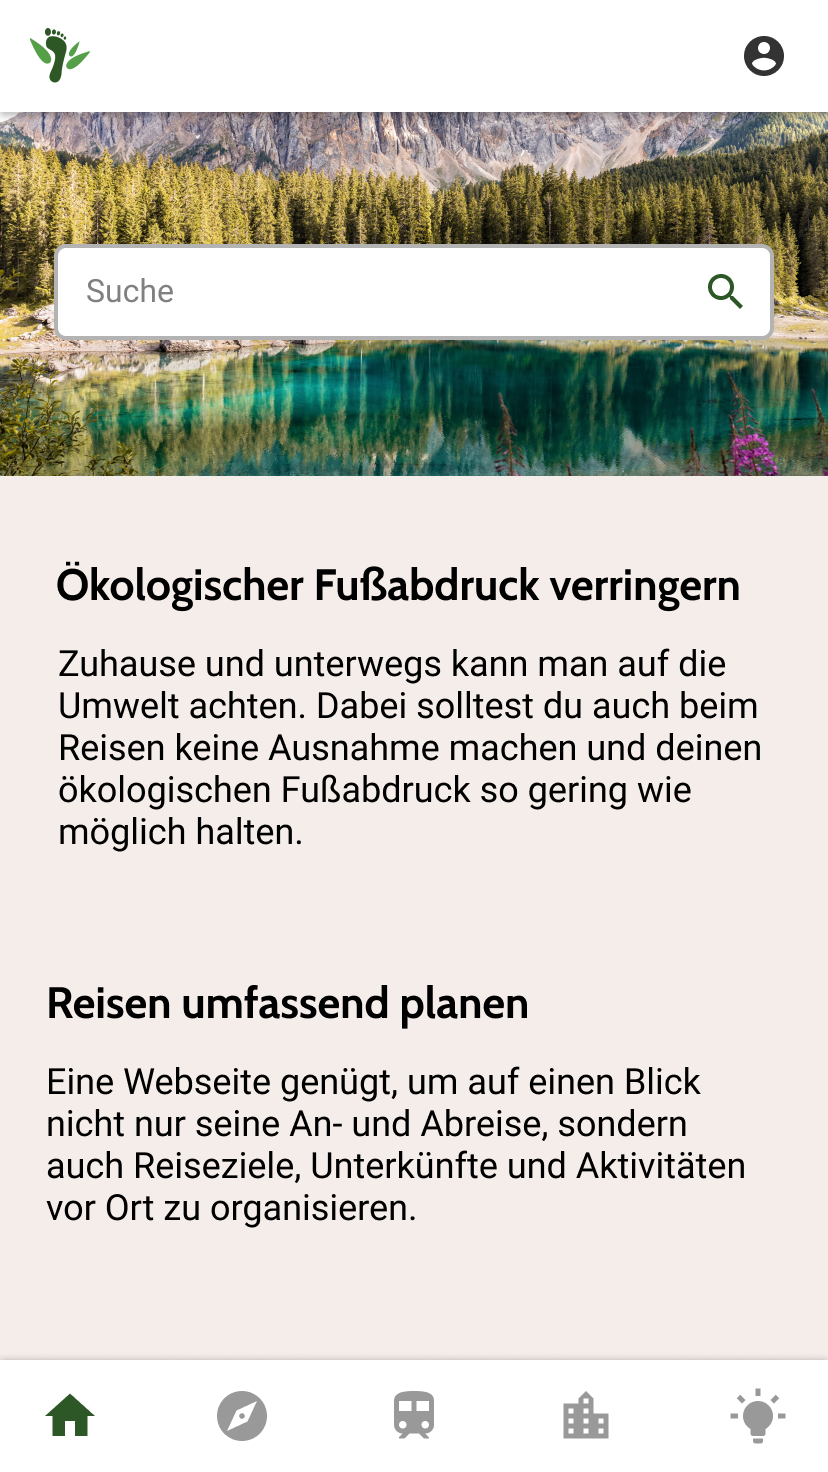 Suche
Ökologischer Fußabdruck verringern
Zuhause und unterwegs kann man auf die
Umwelt achten. Dabei solltest du auch beim
Reisen keine Ausnahme machen und deinen
ökologischen Fußabdruck so gering wie
möglich halten.
Reisen umfassend planen
Eine Webseite genügt, um auf einen Blick
nicht nur seine An- und Abreise, sondern
auch Reiseziele, Unterkünfte und Aktivitäten
vor Ort zu organisieren.